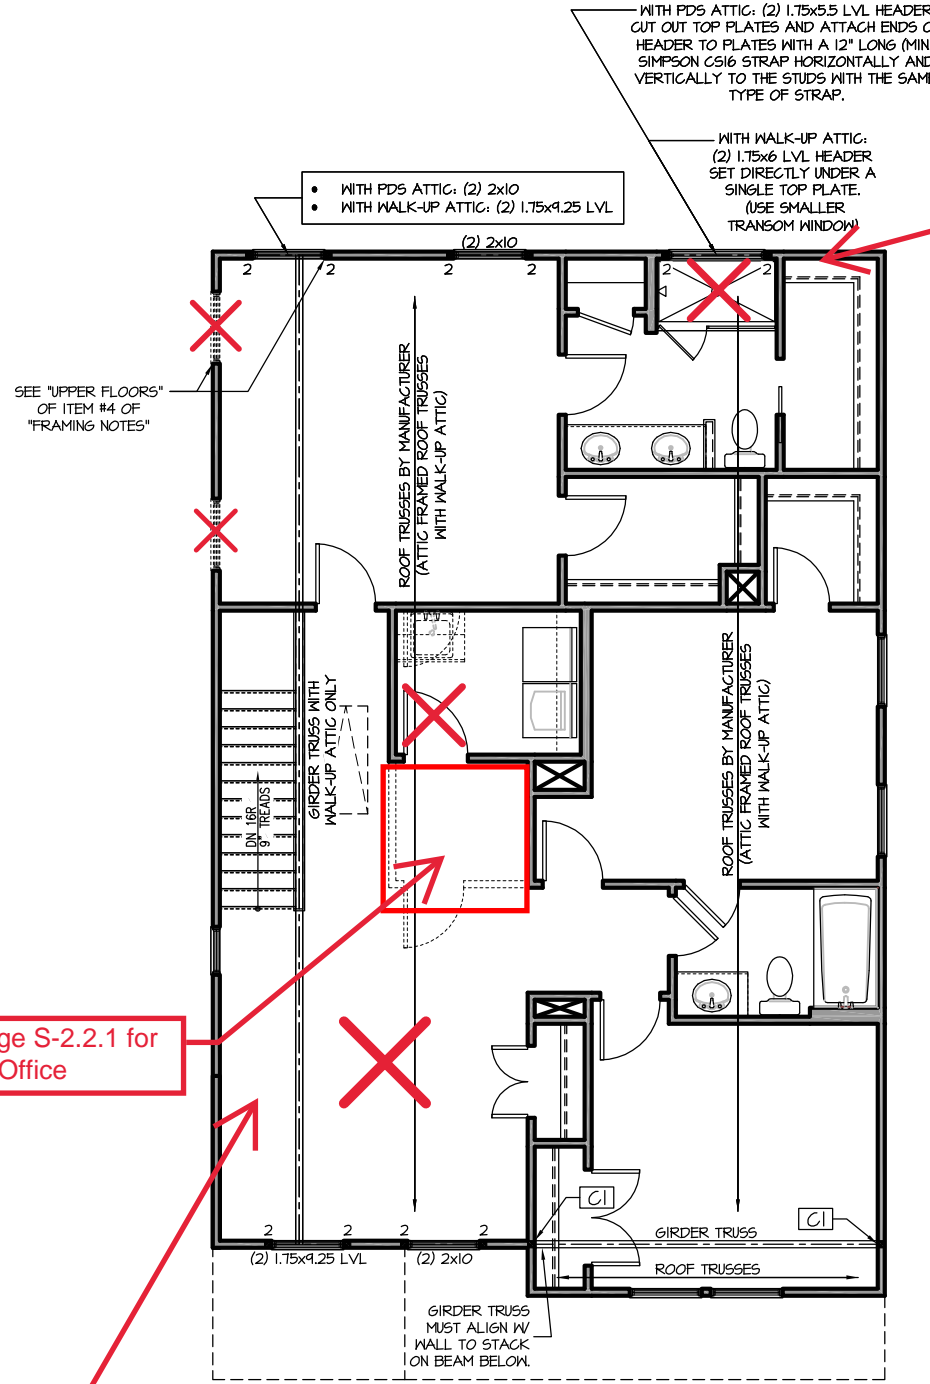 WITH PDS ATTIC: (2) 1.75x5.5 LVL HEADER
CUT OUT TOP PLATES AND ATTACH ENDS
HEADER TO PLATES WITH A 12" LONG (MIN
SIMPSON CS16 STRAP HORIZONTALLY AND
VERTICALLY TO THE STUDS WITH THE SAME
TYPE OF STRAP.
WITH WALK-UP ATTIC:
(2) 1.75x6 LVL HEADER
SET DIRECTLY UNDER A
SINGLE TOP PLATE.
(USE SMALLER
TRANSOM WINDOW)
• WITH PDS ATTIC: (2) 2x10
• WITH WALK-UP ATTIC: (2) 1.75x9.25 LVL
(2) 2x10
2 2 2 2 2 2
SEE "UPPER FLOORS"
OF ITEM #4 OF
"FRAMING NOTES"
ROOF TRUSSES BY MANUFACTURER
(ATTIC FRAMED ROOF TRUSSES
WITH WALK-UP ATTIC)
GIRDER TRUSS WITH
WALK-UP ATTIC ONLY
ROOF TRUSSES BY MANUFACTURER
(ATTIC FRAMED ROOF TRUSSES
WITH WALK-UP ATTIC)
DN 16R
9" TREADS
ge S-2.2.1 for
Office
C1
C1
GIRDER TRUSS
ROOF TRUSSES
2 2 2 2
(2) 1.75x9.25 LVL
(2) 2x10
GIRDER TRUSS
MUST ALIGN W/
WALL TO STACK
ON BEAM BELOW.